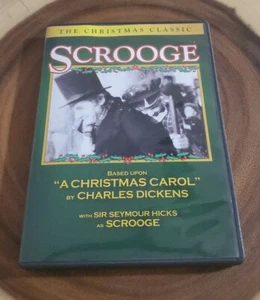 THE CHRISTMAS CLASSIC
SCROOGE
BASED UPON
"A CHRISTMAS CAROL"
BY CHARLES DICKENS
WITH SIR SEYMOUR HICKS
AS SCROOGE